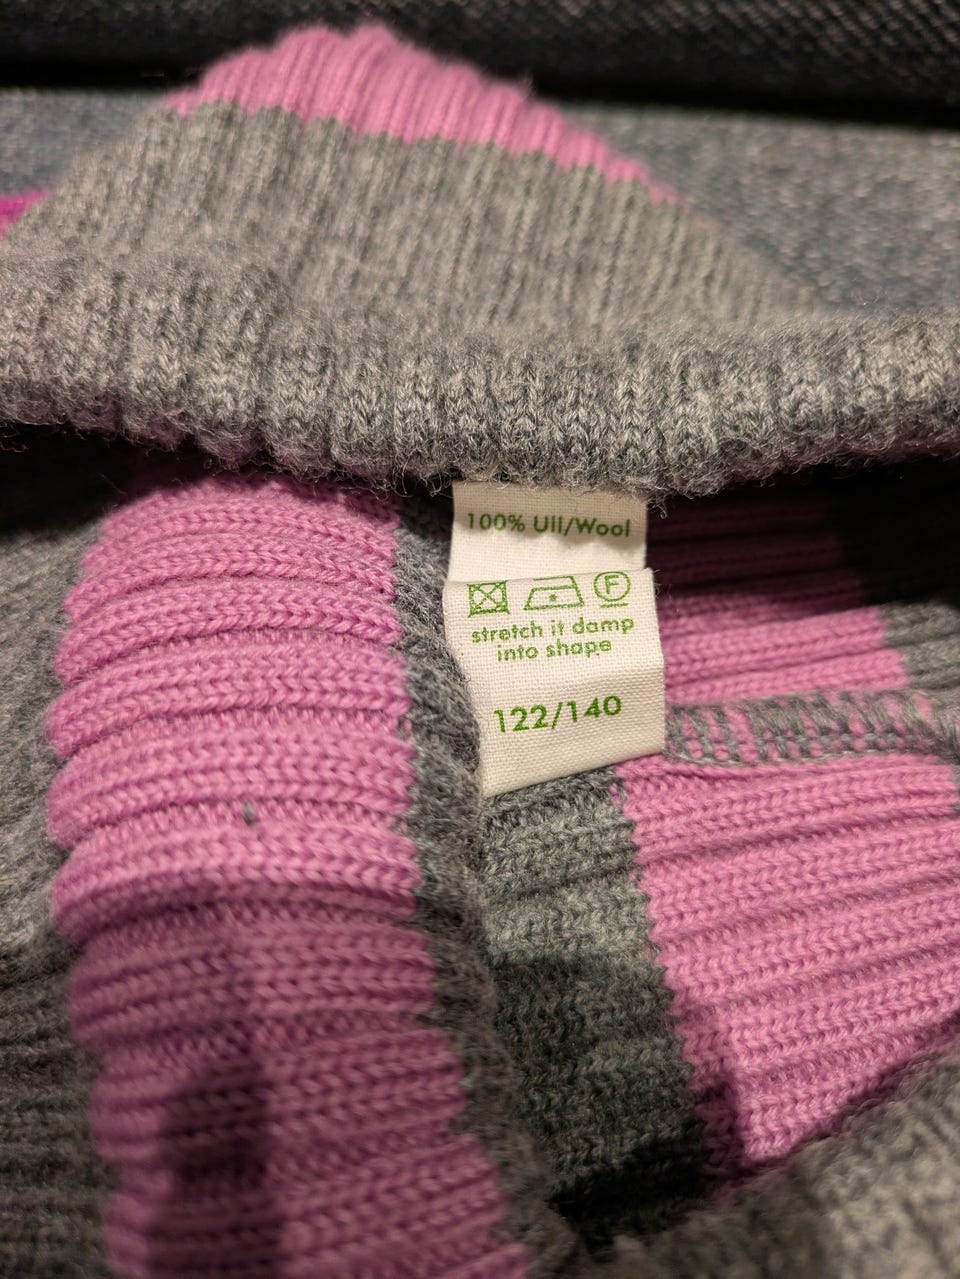 100% Ull/Wool
F
stretch it damp
into shape
122/140